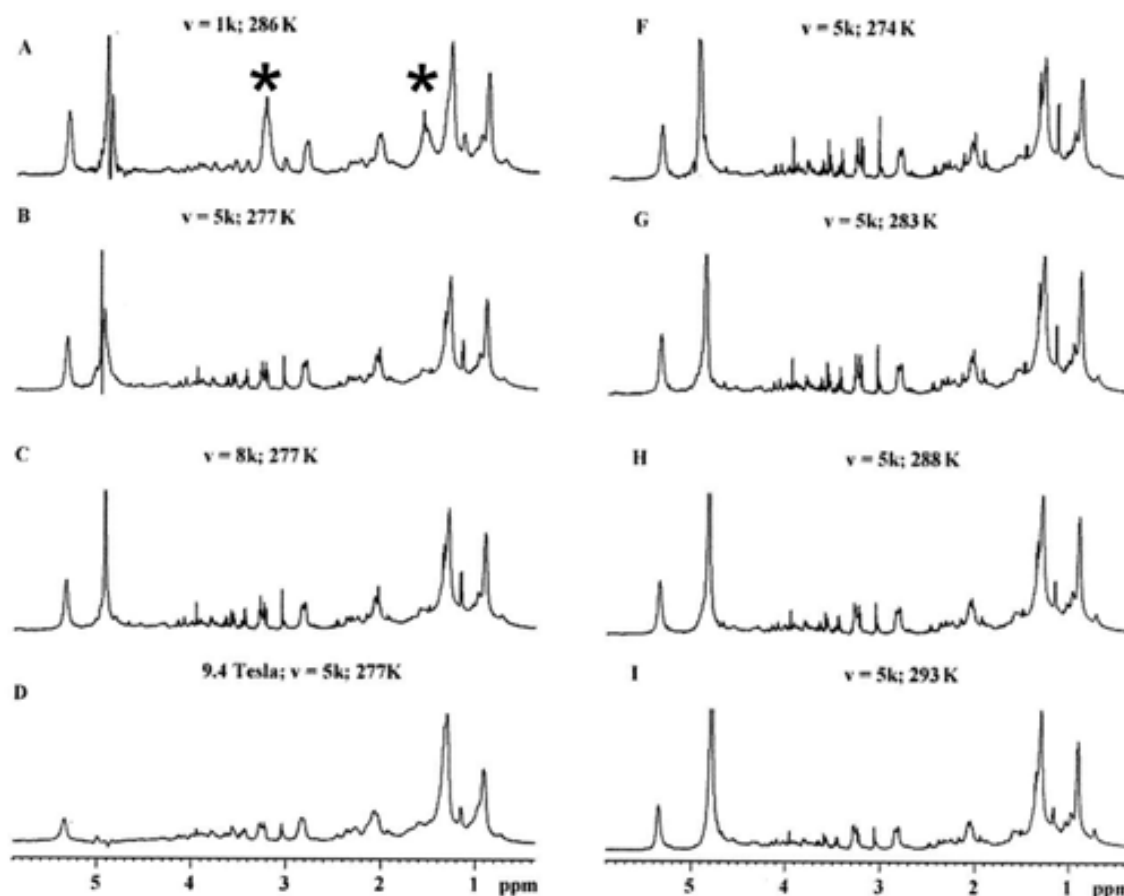 A
v = 1k; 286 K
* *
B
v = 5k; 277 K
C
v = 8k; 277 K
D
9.4 Tesla; v = 5k; 277K
5 4 3 2 1 ppm
F
v = 5k; 274 K
G
v = 5k; 283 K
H
v = 5k; 288 K
I
v = 5k; 293 K
5 4 3 2 1 ppm